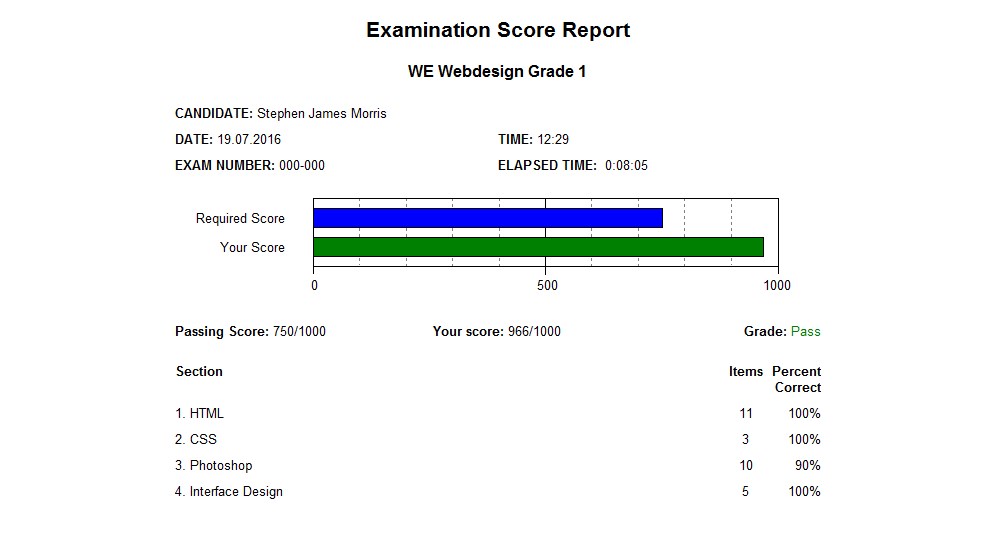 Examination Score Report
WE Webdesign Grade 1
CANDIDATE: Stephen James Morris
DATE: 19.07.2016 TIME: 12:29
EXAM NUMBER: 000-000 ELAPSED TIME: 0:08:05
Required Score
Your Score
0 500 1000
Passing Score: 750/1000 Your score: 966/1000 Grade: Pass
Section Items Percent
Correct
1. HTML 11 100%
2. CSS 3 100%
3. Photoshop 10 90%
4. Interface Design 5 100%